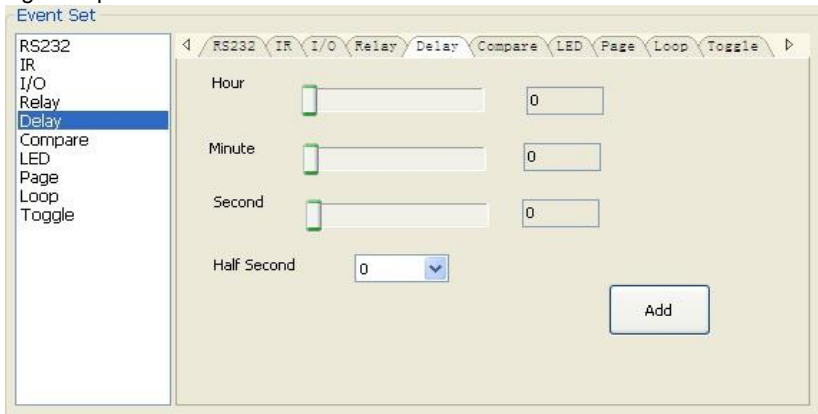 Event Set
RS232
IR
I/O
Relay
Delay
Compare
LED
Page
Loop
Toggle
RS232 IR I/O Relay Delay Compare LED Page Loop Toggle
Hour 0
Minute 0
Second 0
Half Second 0
Add